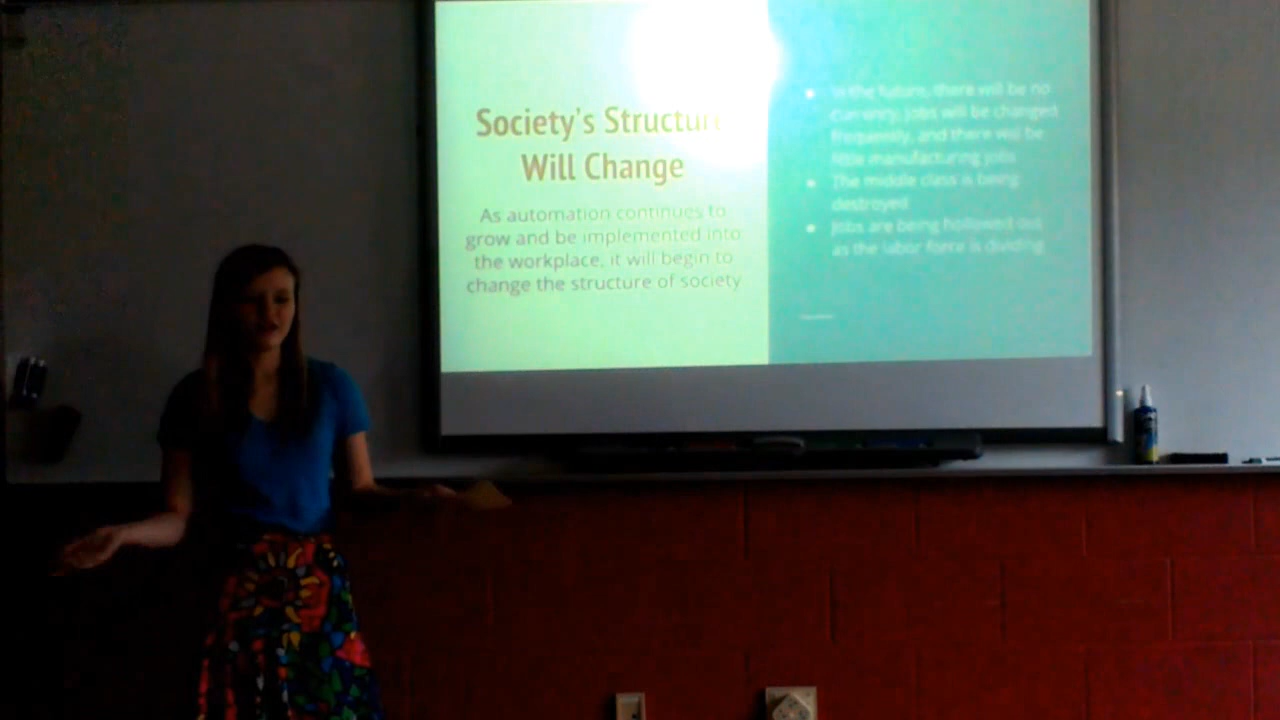 Society's Structure
Will Change
As automation continues to
grow and be implemented into
the workplace, it will begin to
change the structure of society
In the future, there will be no
currency, jobs will be changed
frequently, and there will be
little manufacturing jobs
The middle class is being
destroyed
Jobs are being hollowed out
as the labor force is dividing